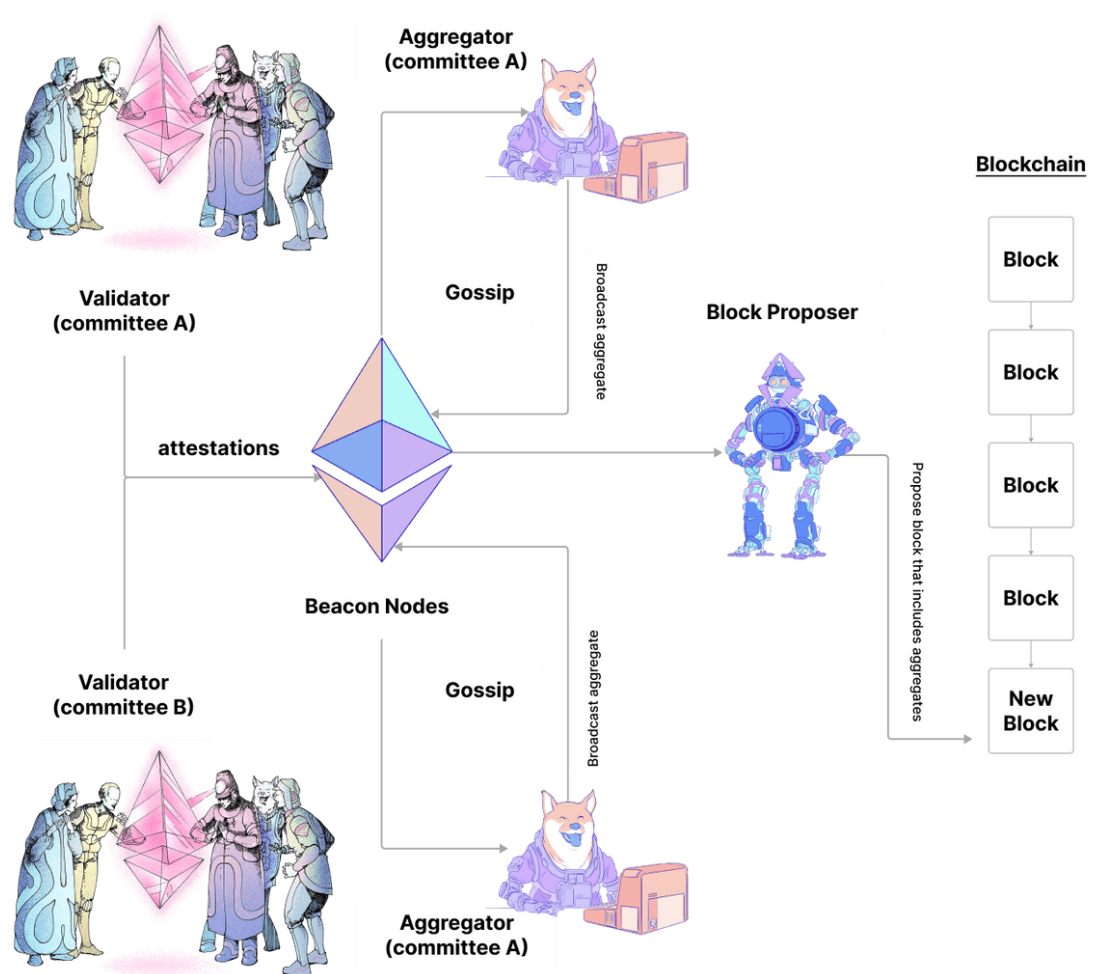 Aggregator
(committee A)
Blockchain
Block
Validator
(committee A)
Gossip
Broadcast aggregate
Block Proposer
Block
attestations
Block
Propose block that includes aggregates
Beacon Nodes
Block
Validator
(committee B)
Gossip
Broadcast aggregate
New
Block
Aggregator
(committee A)